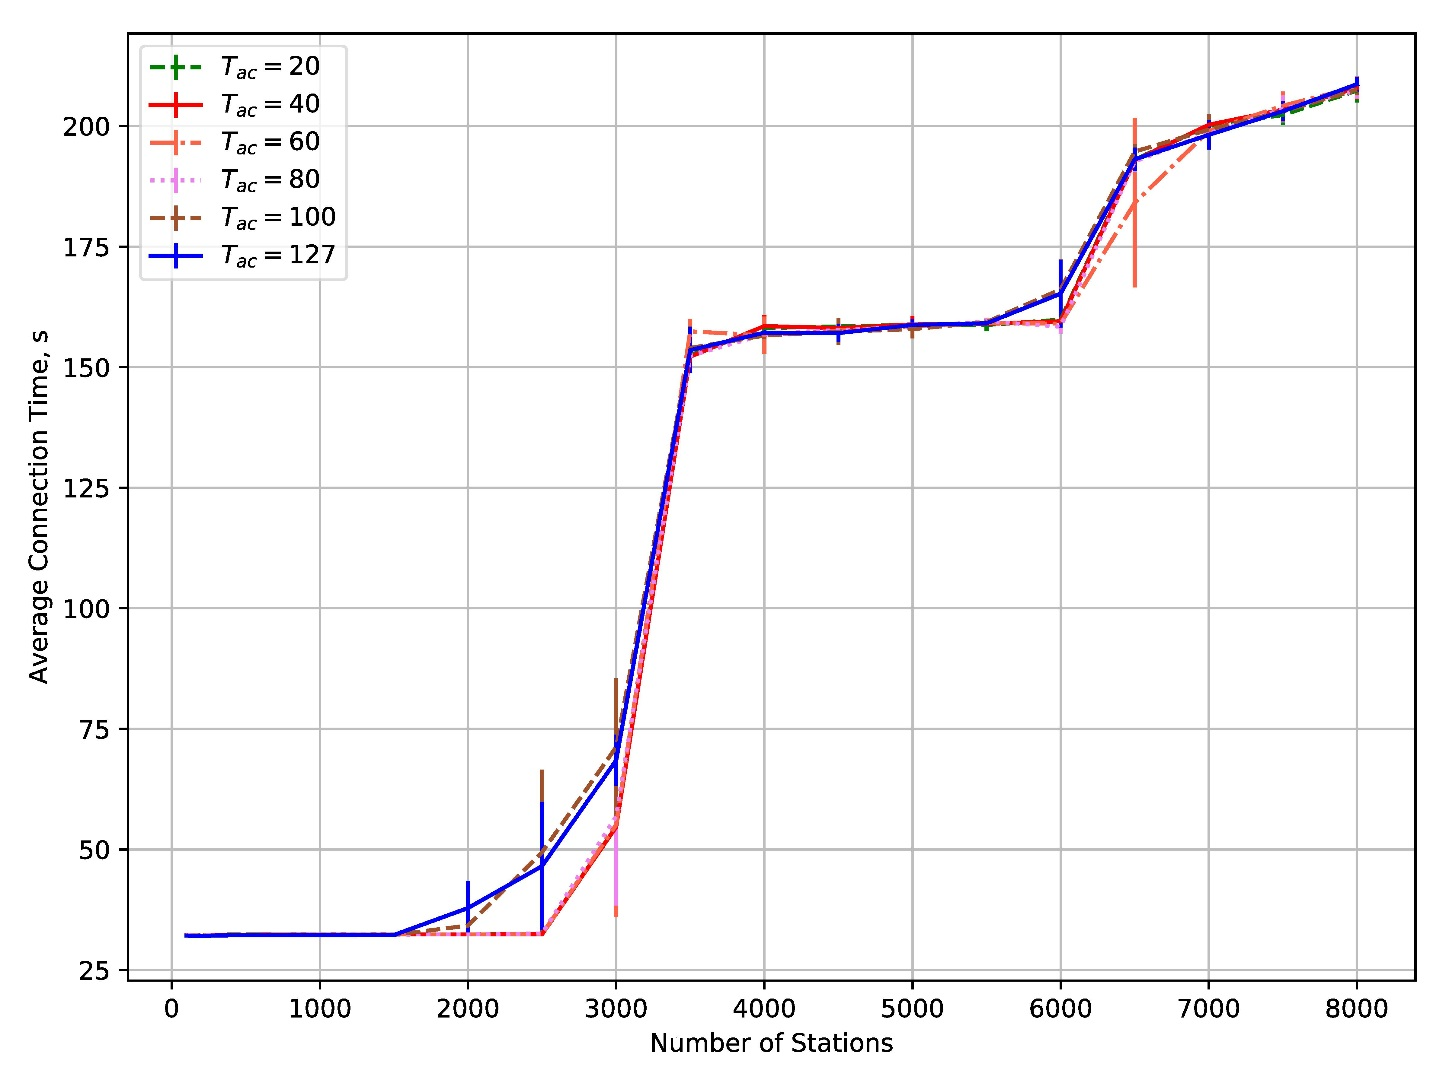 T_ac = 20
T_ac = 40
T_ac = 60
T_ac = 80
T_ac = 100
T_ac = 127
200
175
150
125
100
75
50
25
Average Connection Time, s
0 1000 2000 3000 4000 5000 6000 7000 8000
Number of Stations